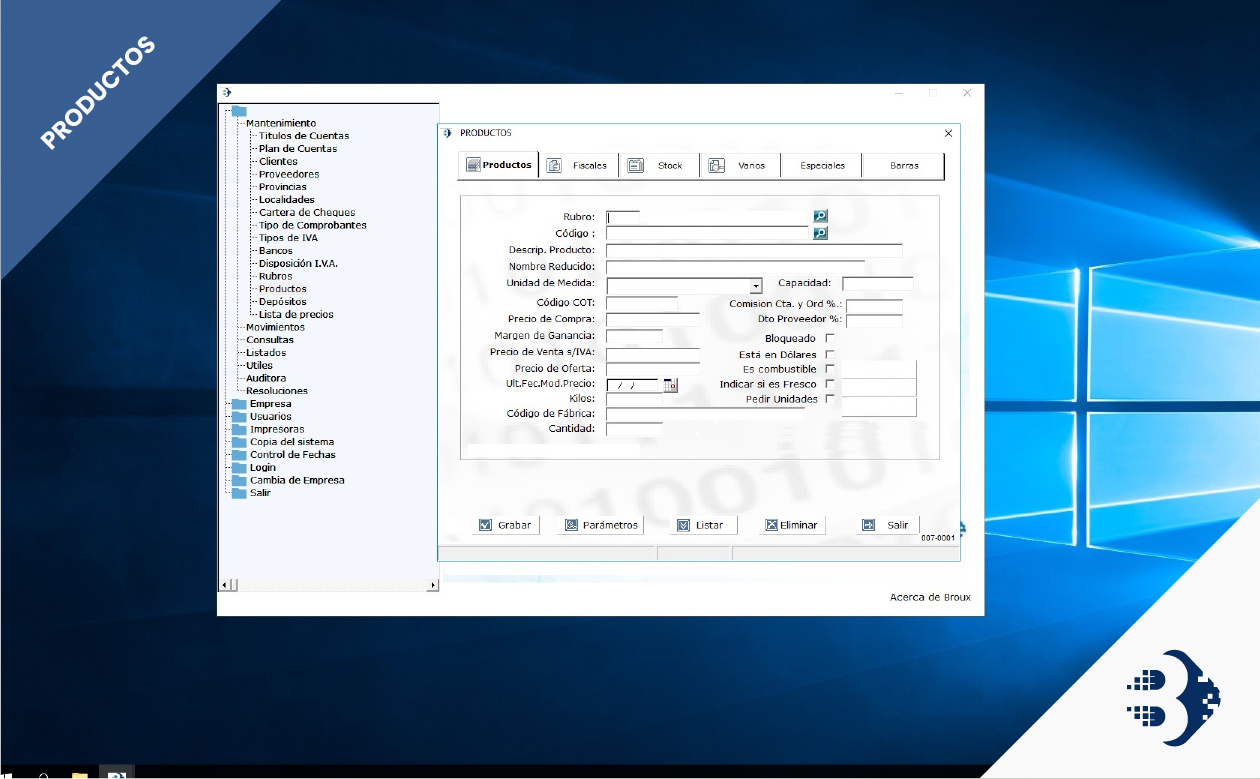 PRODUCTOS
Mantenimiento
Titulos de Cuentas
Plan de Cuentas
Clientes
Proveedores
Provincias
Localidades
Cartera de Cheques
Tipo de Comprobantes
Tipos de IVA
Bancos
Disposición I.V.A.
Rubros
Productos
Depósitos
Lista de precios
Movimientos
Consultas
Listados
Utiles
Auditora
Resoluciones
Empresa
Usuarios
Impresoras
Copia del sistema
Control de Fechas
Login
Cambia de Empresa
Salir
PRODUCTOS
Productos Fiscales Stock Varios Especiales Barras
Rubro:
Código :
Descrip. Producto:
Nombre Reducido:
Unidad de Medida: Capacidad:
Código COT: Comision Cta. y Ord %.:
Precio de Compra: Dto Proveedor %:
Margen de Ganancia: Bloqueado
Precio de Venta s/IVA: Está en Dólares
Precio de Oferta: Es combustible
Ult.Fec.Mod.Precio: / / Indicar si es Fresco
Kilos: Pedir Unidades
Código de Fábrica:
Cantidad:
Grabar Parámetros Listar Eliminar Salir
007-0001
Acerca de Broux